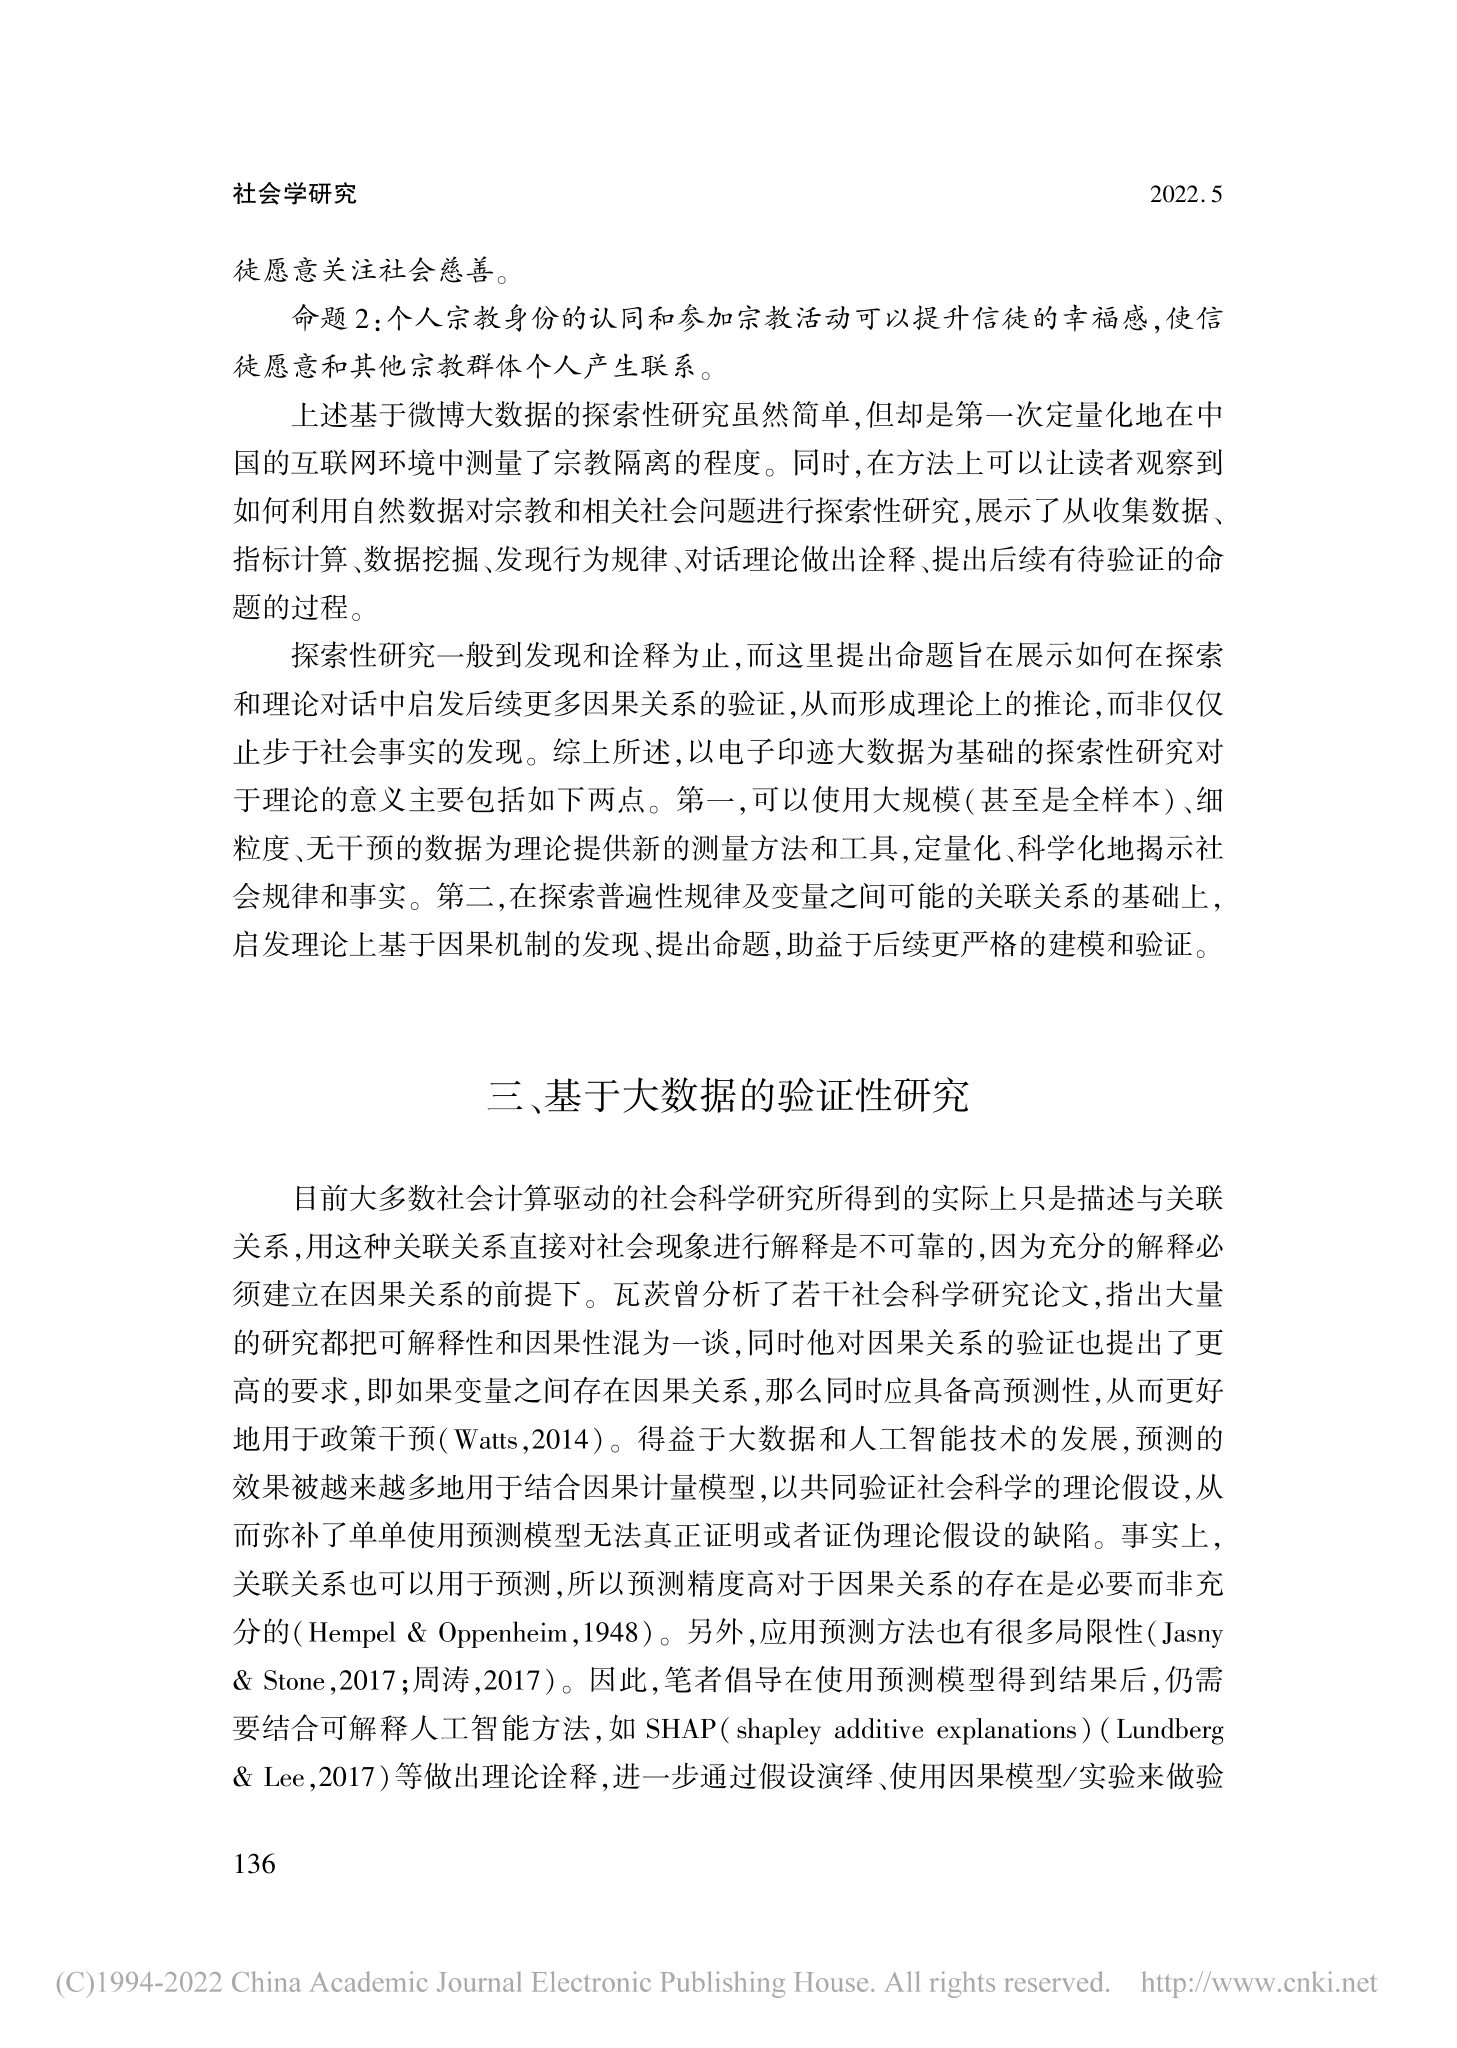 社会学研究 2022.5
徒愿意关注社会慈善。
命题2:个人宗教身份的认同和参加宗教活动可以提升信徒的幸福感,使信
徒愿意和其他宗教群体个人产生联系。
上述基于微博大数据的探索性研究虽然简单,但却是第一次定量化地在中
国的互联网环境中测量了宗教隔离的程度。同时,在方法上可以让读者观察到
如何利用自然数据对宗教和相关社会问题进行探索性研究,展示了从收集数据、
指标计算、数据挖掘、发现行为规律、对话理论做出诠释、提出后续有待验证的命
题的过程。
探索性研究一般到发现和诠释为止,而这里提出命题旨在展示如何在探索
和理论对话中启发后续更多因果关系的验证,从而形成理论上的推论,而非仅仅
止步于社会事实的发现。综上所述,以电子印迹大数据为基础的探索性研究对
于理论的意义主要包括如下两点。第一,可以使用大规模(甚至是全样本)、细
粒度、无干预的数据为理论提供新的测量方法和工具,定量化、科学化地揭示社
会规律和事实。第二,在探索普遍性规律及变量之间可能的关联关系的基础上,
启发理论上基于因果机制的发现、提出命题,助益于后续更严格的建模和验证。
三、基于大数据的验证性研究
目前大多数社会计算驱动的社会科学研究所得到的实际上只是描述与关联
关系,用这种关联关系直接对社会现象进行解释是不可靠的,因为充分的解释必
须建立在因果关系的前提下。瓦茨曾分析了若干社会科学研究论文,指出大量
的研究都把可解释性和因果性混为一谈,同时他对因果关系的验证也提出了更
高的要求,即如果变量之间存在因果关系,那么同时应具备高预测性,从而更好
地用于政策干预(Watts,2014)。得益于大数据和人工智能技术的发展,预测的
效果被越来越多地用于结合因果计量模型,以共同验证社会科学的理论假设,从
而弥补了单单使用预测模型无法真正证明或者证伪理论假设的缺陷。事实上,
关联关系也可以用于预测,所以预测精度高对于因果关系的存在是必要而非充
分的(Hempel & Oppenheim,1948)。另外,应用预测方法也有很多局限性(Jasny
& Stone,2017;周涛,2017)。因此,笔者倡导在使用预测模型得到结果后,仍需
要结合可解释人工智能方法,如 SHAP(shapley additive explanations)(Lundberg
& Lee,2017)等做出理论诠释,进一步通过假设演绎、使用因果模型/实验来做验
136
(C)1994-2022 China Academic Journal Electronic Publishing House. All rights reserved. http://www.cnki.net